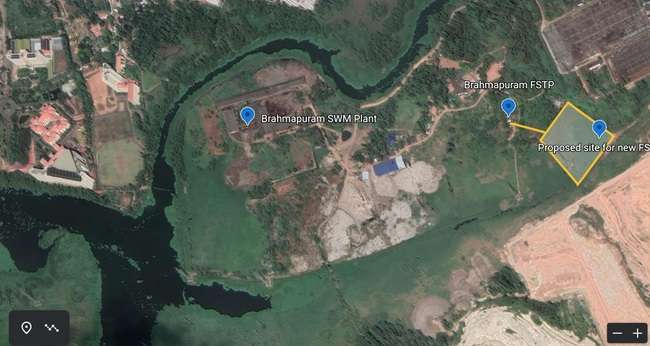 Brahmapuram FSTP
Brahmapuram SWM Plant
Proposed site for new FS